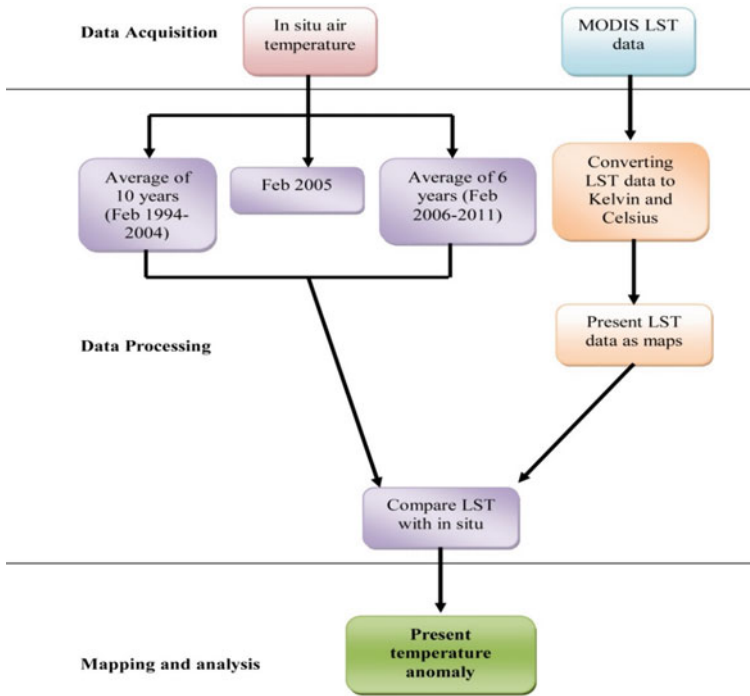 Data Acquisition
In situ air
temperature
MODIS LST
data
Average of
10 years
(Feb 1994-
2004)
Feb 2005
Average of 6
years (Feb
2006-2011)
Converting
LST data to
Kelvin and
Celsius
Data Processing
Present LST
data as maps
Compare LST
with in situ
Mapping and analysis
Present
temperature
anomaly